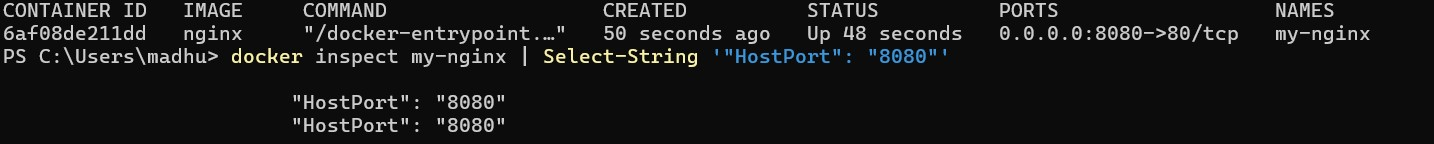 CONTAINER ID   IMAGE     COMMAND                  CREATED          STATUS          PORTS                  NAMES
6af08de211dd   nginx     "/docker-entrypoint.…"   50 seconds ago   Up 48 seconds   0.0.0.0:8080->80/tcp   my-nginx
PS C:\Users\madhu> docker inspect my-nginx | Select-String '"HostPort": "8080"'
"HostPort": "8080"
"HostPort": "8080"